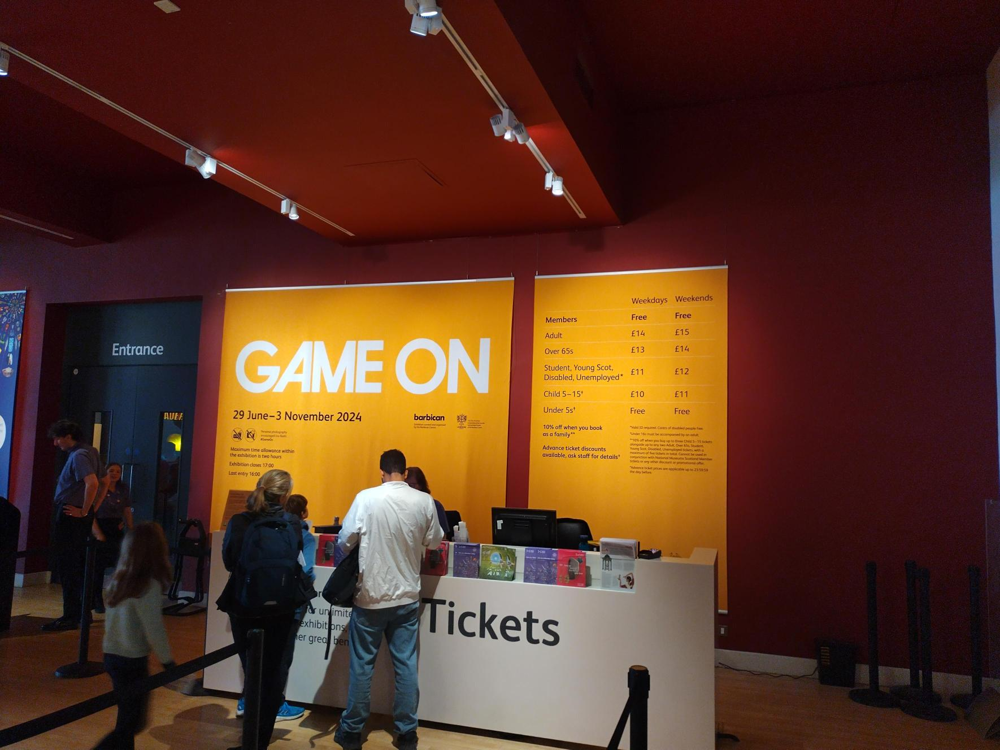 Entrance
GAME ON
29 June–3 November 2024
barbican
Exhibition curated and organised
by the Barbican Centre
CITY
LONDON
Personal photography
encouraged (no flash)
#GameOn
Maximum time allowance within
the exhibition is two hours
Exhibition closes 17:00
Last entry 16:00
Weekdays Weekends
Members Free Free
Adult £14 £15
Over 65s £13 £14
Student, Young Scot,
Disabled, Unemployed* £11 £12
Child 5–15† £10 £11
Under 5s† Free Free
10% off when you book
as a family**
Advance ticket discounts
available, ask staff for details‡
*Valid ID required. Carers of disabled people free.
†Under 16s must be accompanied by an adult.
**10% off when you buy up to three Child 5–15 tickets
alongside up to any two Adult, Over 65s, Student,
Young Scot, Disabled, Unemployed tickets, with a
maximum of five tickets in total. Cannot be used in
conjunction with National Museums Scotland Member
tickets or any other discount or promotional offer.
‡Advance ticket prices are applicable up to 23:59:59
the day before.
for unlimite
exhibitions,
her great ben
Tickets